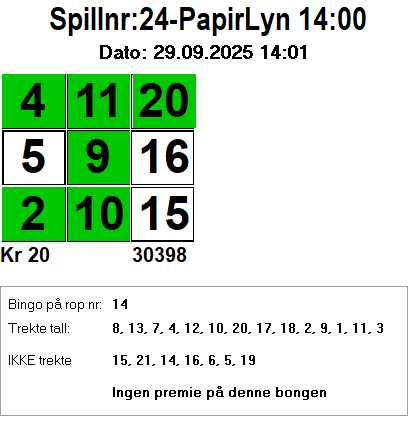 Spillnr:24-PapirLyn 14:00
Dato: 29.09.2025 14:01
4 11 20
5 9 16
2 10 15
Kr 20 30398
Bingo på rop nr: 14
Trekte tall: 8, 13, 7, 4, 12, 10, 20, 17, 18, 2, 9, 1, 11, 3
IKKE trekte 15, 21, 14, 16, 6, 5, 19
Ingen premie på denne bongen